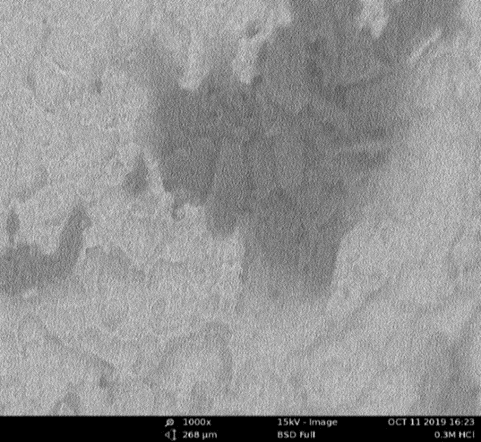 1000x 15kV - Image OCT 11 2019 16:23
268 µm BSD Full 0.3M HCl